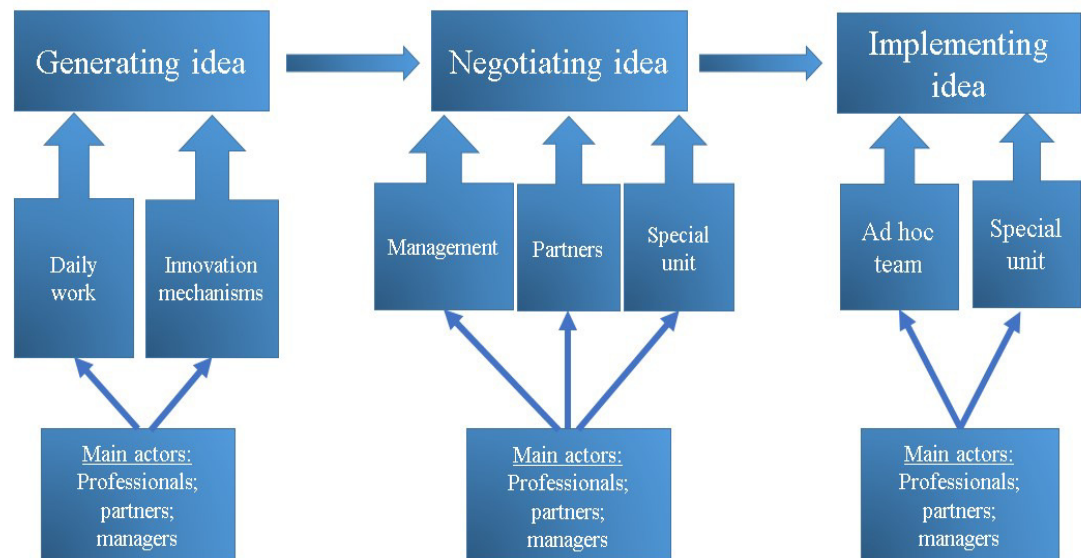 Generating idea
Negotiating idea
Implementing
idea
Daily
work
Innovation
mechanisms
Management
Partners
Special
unit
Ad hoc
team
Special
unit
Main actors:
Professionals;
partners;
managers
Main actors:
Professionals;
partners;
managers
Main actors:
Professionals;
partners;
managers